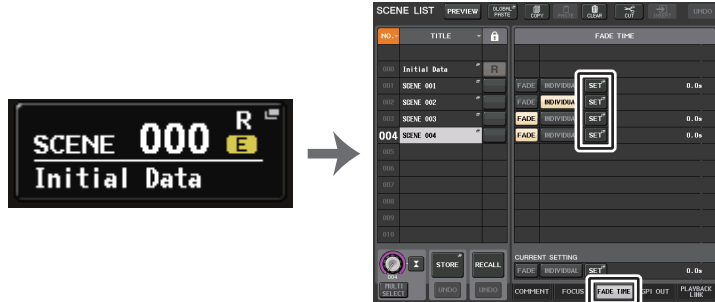 SCENE 000 R E
Initial Data
SCENE LIST PREVIEW GLOBAL PASTE COPY PASTE CLEAR CUT INSERT UNDO
NO. TITLE FADE TIME
000 Initial Data R
001 SCENE 001 FADE INDIVIDUAL SET 0.0s
002 SCENE 002 FADE INDIVIDUAL SET
003 SCENE 003 FADE INDIVIDUAL SET 0.0s
004 SCENE 004 FADE INDIVIDUAL SET 0.0s
005
006
007
008
009
010
004
STORE RECALL
MULTI SELECT UNDO UNDO
CURRENT SETTING
FADE INDIVIDUAL SET 0.0s
COMMENT FOCUS FADE TIME GPI OUT PLAYBACK LINK